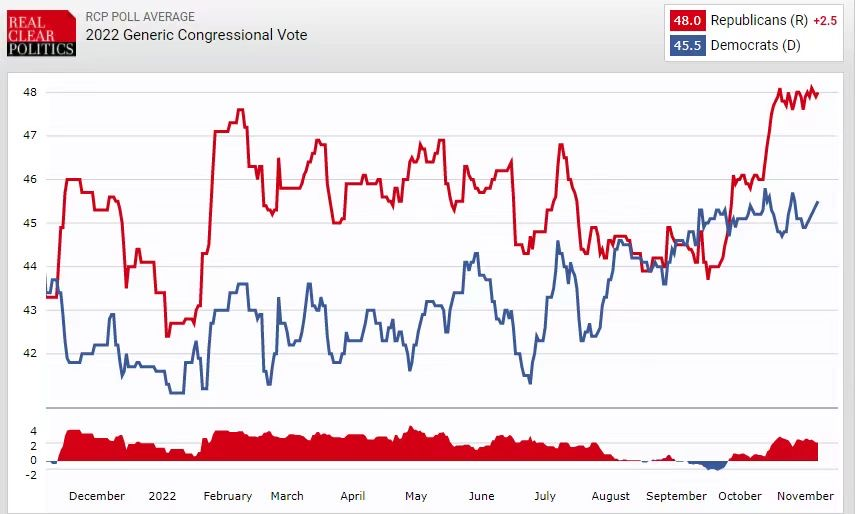 REAL
CLEAR
POLITICS
RCP POLL AVERAGE
2022 Generic Congressional Vote
48.0 Republicans (R) +2.5
45.5 Democrats (D)
48
47
46
45
44
43
42
4
2
0
-2
December 2022 February March April May June July August September October November